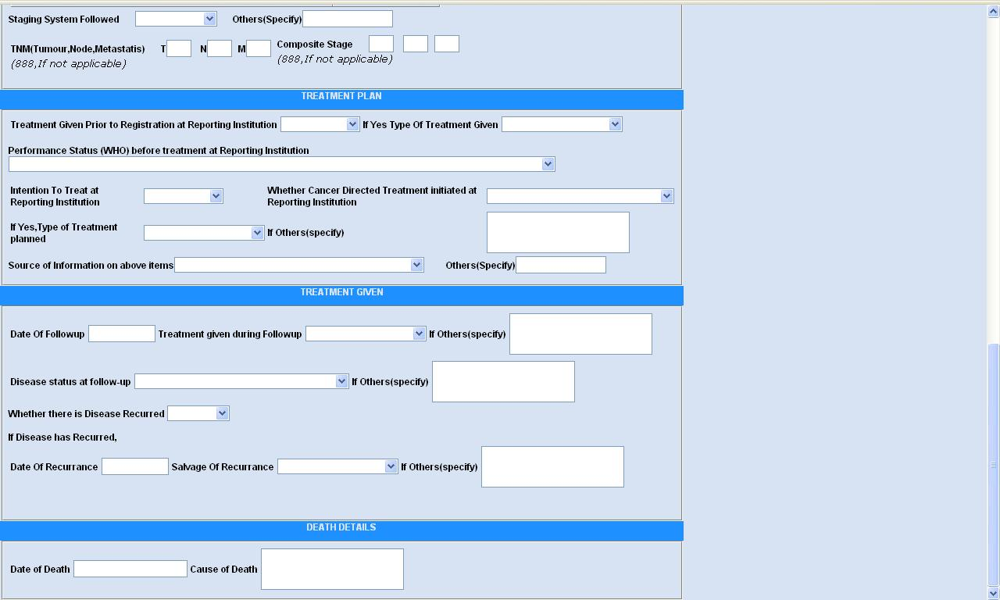 Staging System Followed Others(Specify)
TNM(Tumour,Node,Metastatis) T N M Composite Stage
(888,If not applicable) (888,If not applicable)
TREATMENT PLAN
Treatment Given Prior to Registration at Reporting Institution If Yes Type Of Treatment Given
Performance Status (WHO) before treatment at Reporting Institution
Intention To Treat at
Reporting Institution
Whether Cancer Directed Treatment initiated at
Reporting Institution
If Yes,Type of Treatment
planned
If Others(specify)
Source of Information on above items Others(Specify)
TREATMENT GIVEN
Date Of Followup Treatment given during Followup If Others(specify)
Disease status at follow-up If Others(specify)
Whether there is Disease Recurred
If Disease has Recurred,
Date Of Recurrance Salvage Of Recurrance If Others(specify)
DEATH DETAILS
Date of Death Cause of Death